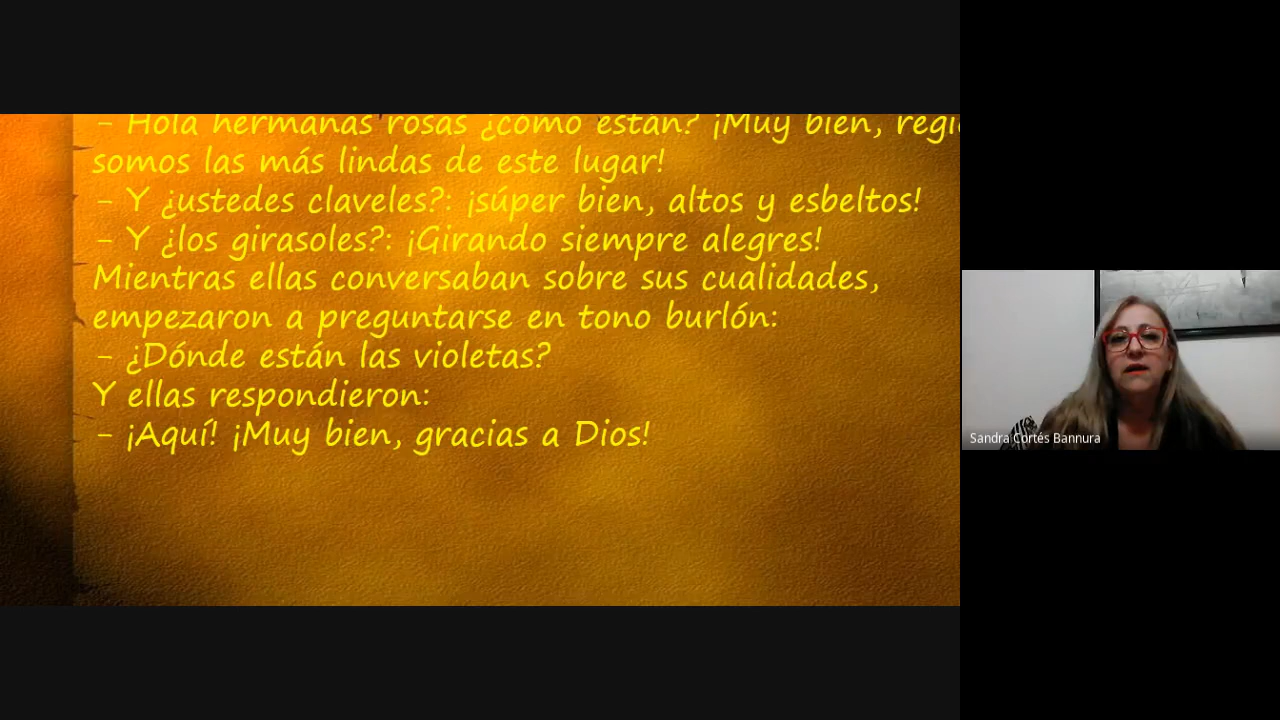 - Hola hermanas rosas ¿cómo están? ¡Muy bien,
somos las más lindas de este lugar!
- Y ¿ustedes claveles?: ¡súper bien, altos y esbeltos!
- Y ¿los girasoles?: ¡Girando siempre alegres!
Mientras ellas conversaban sobre sus cualidades,
empezaron a preguntarse en tono burlón:
- ¿Dónde están las violetas?
Y ellas respondieron:
- ¡Aquí! ¡Muy bien, gracias a Dios!
Sandra Cortés Bannura